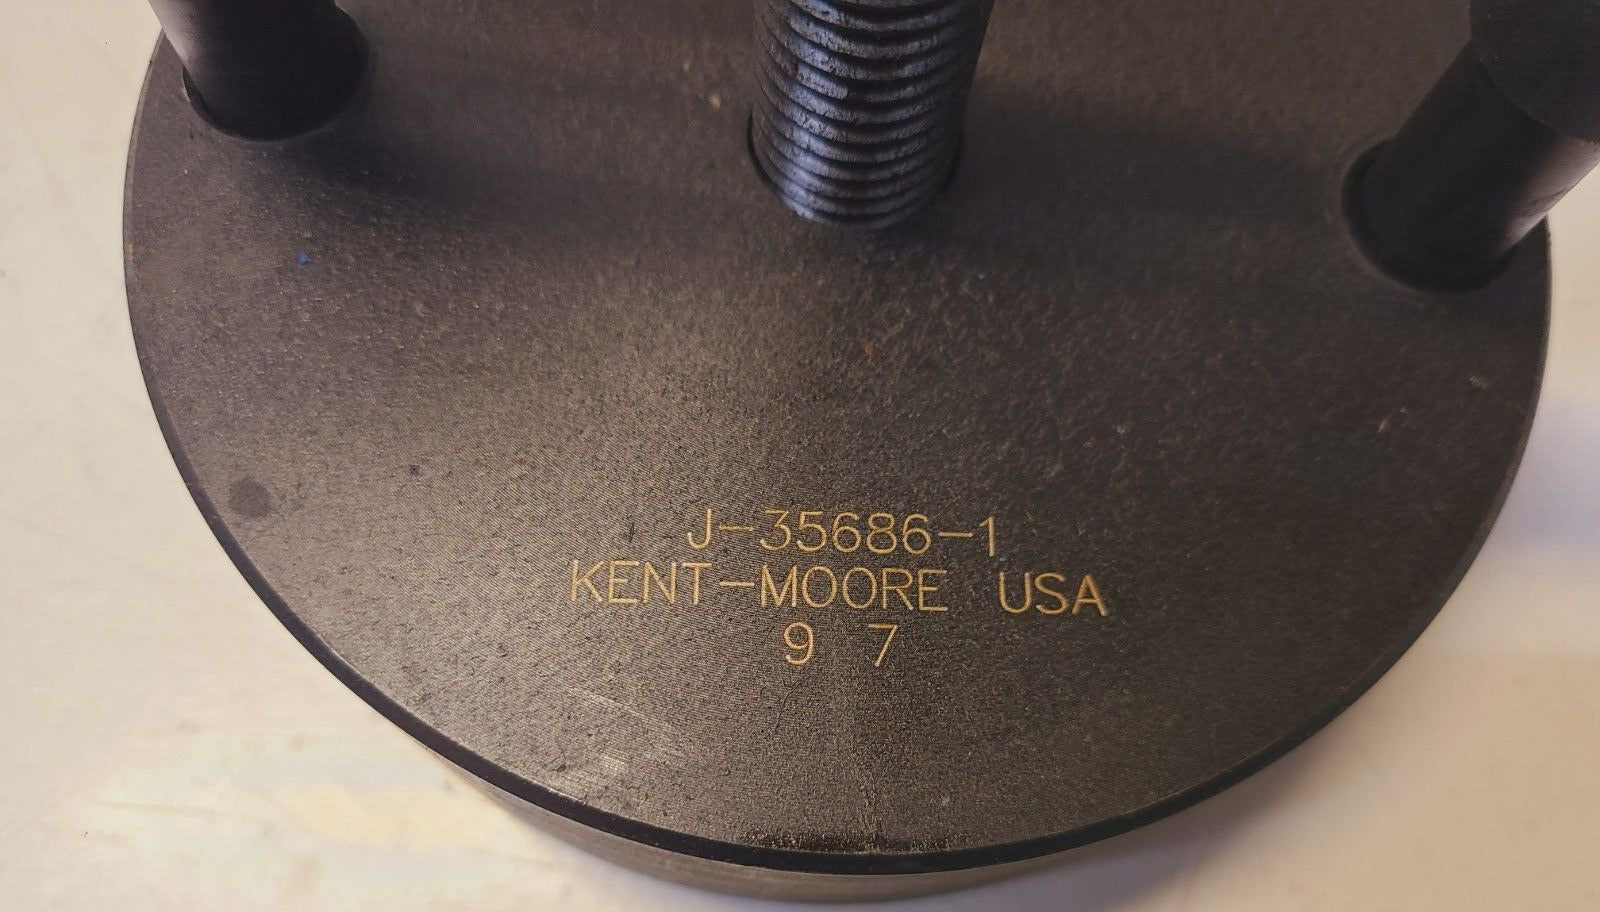 J-35686-1
KENT-MOORE USA
9 7